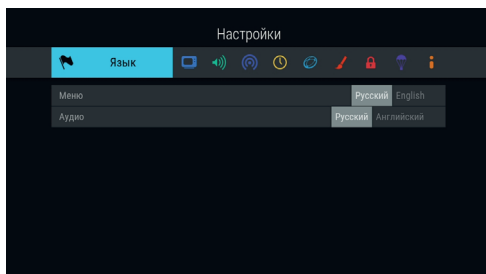 Настройки
Язык
Меню Русский English
Аудио Русский Английский